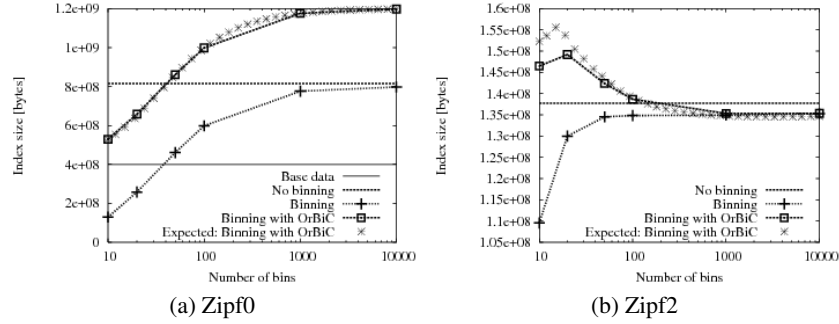 Index size [bytes]
1.2e+09
1e+09
8e+08
6e+08
4e+08
2e+08
0
Base data
No binning
Binning
Binning with OrBiC
Expected: Binning with OrBiC
10
100
1000
10000
Number of bins
(a) Zipf0
Index size [bytes]
1.6e+08
1.55e+08
1.5e+08
1.45e+08
1.4e+08
1.35e+08
1.3e+08
1.25e+08
1.2e+08
1.15e+08
1.1e+08
1.05e+08
No binning
Binning
Binning with OrBiC
Expected: Binning with OrBiC
10
100
1000
10000
Number of bins
(b) Zipf2